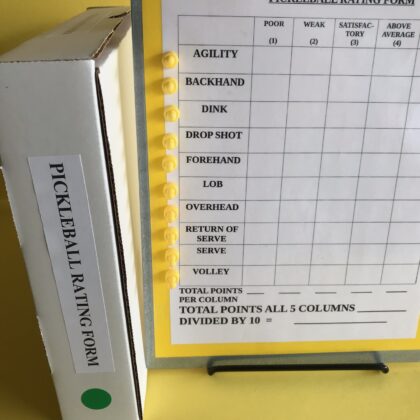 PICKLEBALL RATING FORM
PICKLEBALL RATING FORM
POOR WEAK SATISFAC- ABOVE
TORY AVERAGE
(1) (2) (3) (4)
AGILITY
BACKHAND
DINK
DROP SHOT
FOREHAND
LOB
OVERHEAD
RETURN OF
SERVE
SERVE
VOLLEY
TOTAL POINTS
PER COLUMN
TOTAL POINTS ALL 5 COLUMNS
DIVIDED BY 10 =